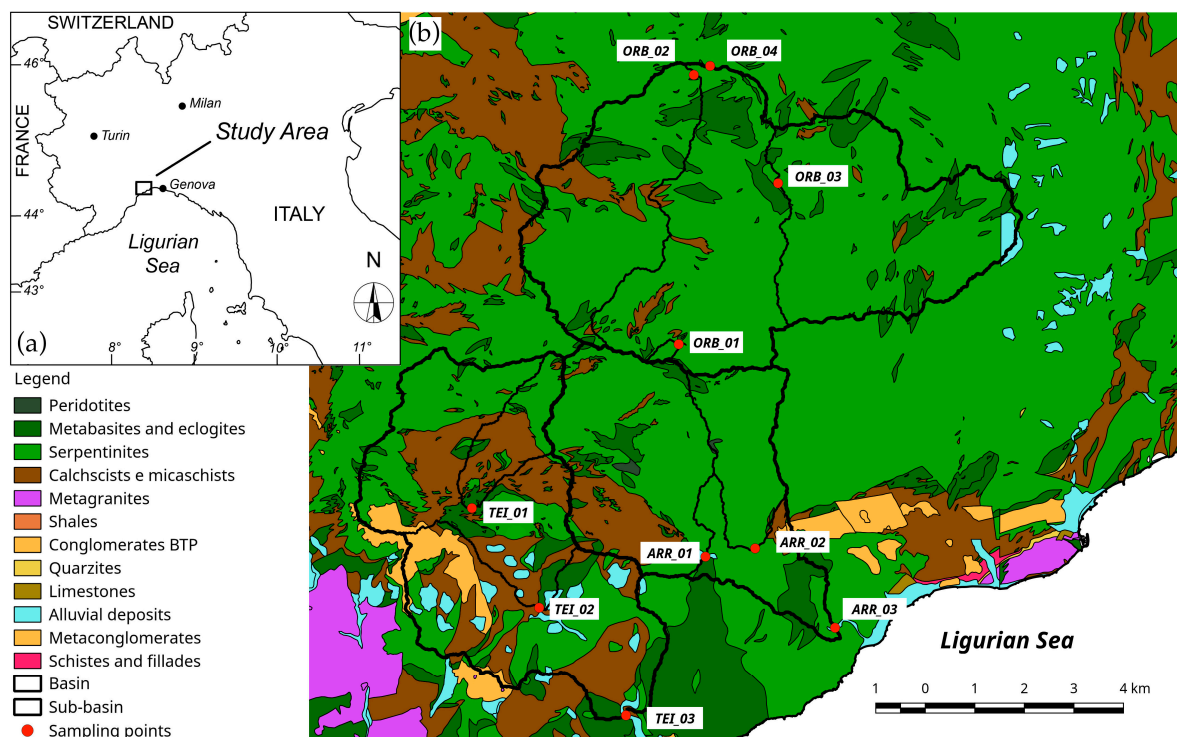 SWITZERLAND
(b)
ORB_02
ORB_04
46°
FRANCE
Milan
Turin
Study Area
ORB_03
Genova
44°
ITALY
Ligurian
Sea
N
43°
(a)
8°
9°
10°
11°
ORB_01
Legend
Peridotites
Metabasites and eclogites
Serpentinites
Calchscists e micaschists
Metagranites
Shales
Conglomerates BTP
Quarzites
Limestones
Alluvial deposits
Metaconglomerates
Schistes and fillades
Basin
Sub-basin
Sampling points
TEI_01
ARR_01
ARR_02
TEI_02
ARR_03
Ligurian Sea
TEI_03
1 0 1 2 3 4 km